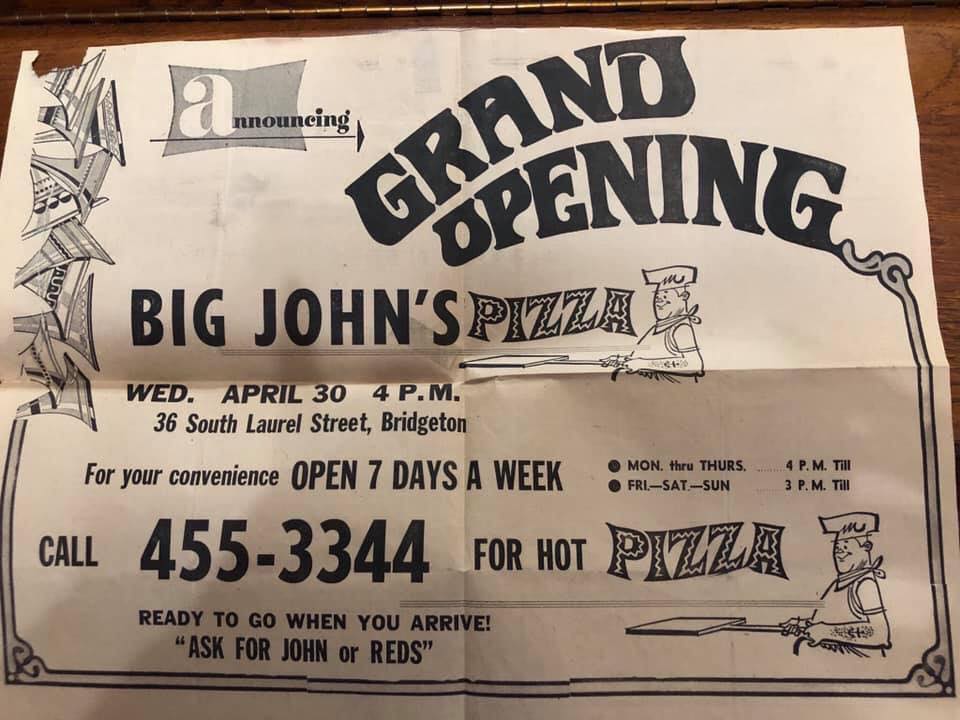 announcing
GRAND
OPENING
BIG JOHN'S PIZZA
WED. APRIL 30 4 P.M.
36 South Laurel Street, Bridgeton
For your convenience OPEN 7 DAYS A WEEK
MON. thru THURS. ........ 4 P. M. Till
FRI.—SAT.—SUN ........ 3 P. M. Till
CALL 455-3344 FOR HOT PIZZA
READY TO GO WHEN YOU ARRIVE!
"ASK FOR JOHN or REDS"